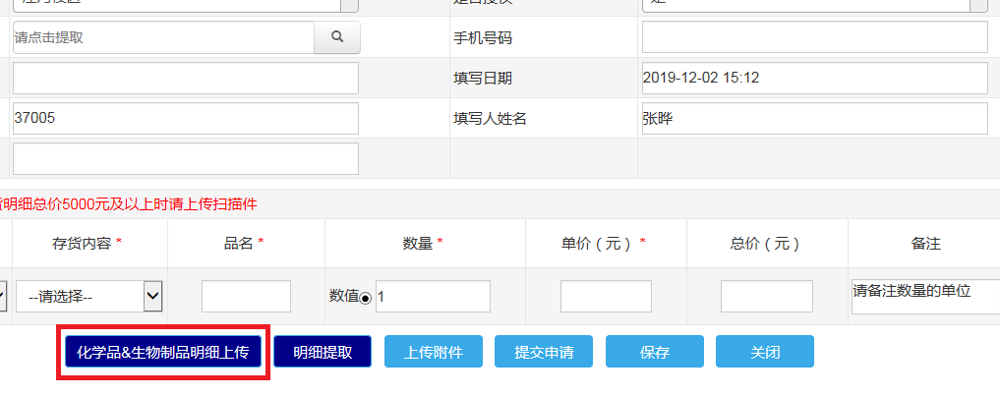 请点击提取
手机号码
填写日期
2019-12-02 15:12
37005
填写人姓名
张晔
明细总价5000元及以上时请上传扫描件
存货内容 *
品名 *
数量 *
单价（元） *
总价（元）
备注
--请选择--
数值
1
请备注数量的单位
化学品&生物制品明细上传
明细提取
上传附件
提交申请
保存
关闭